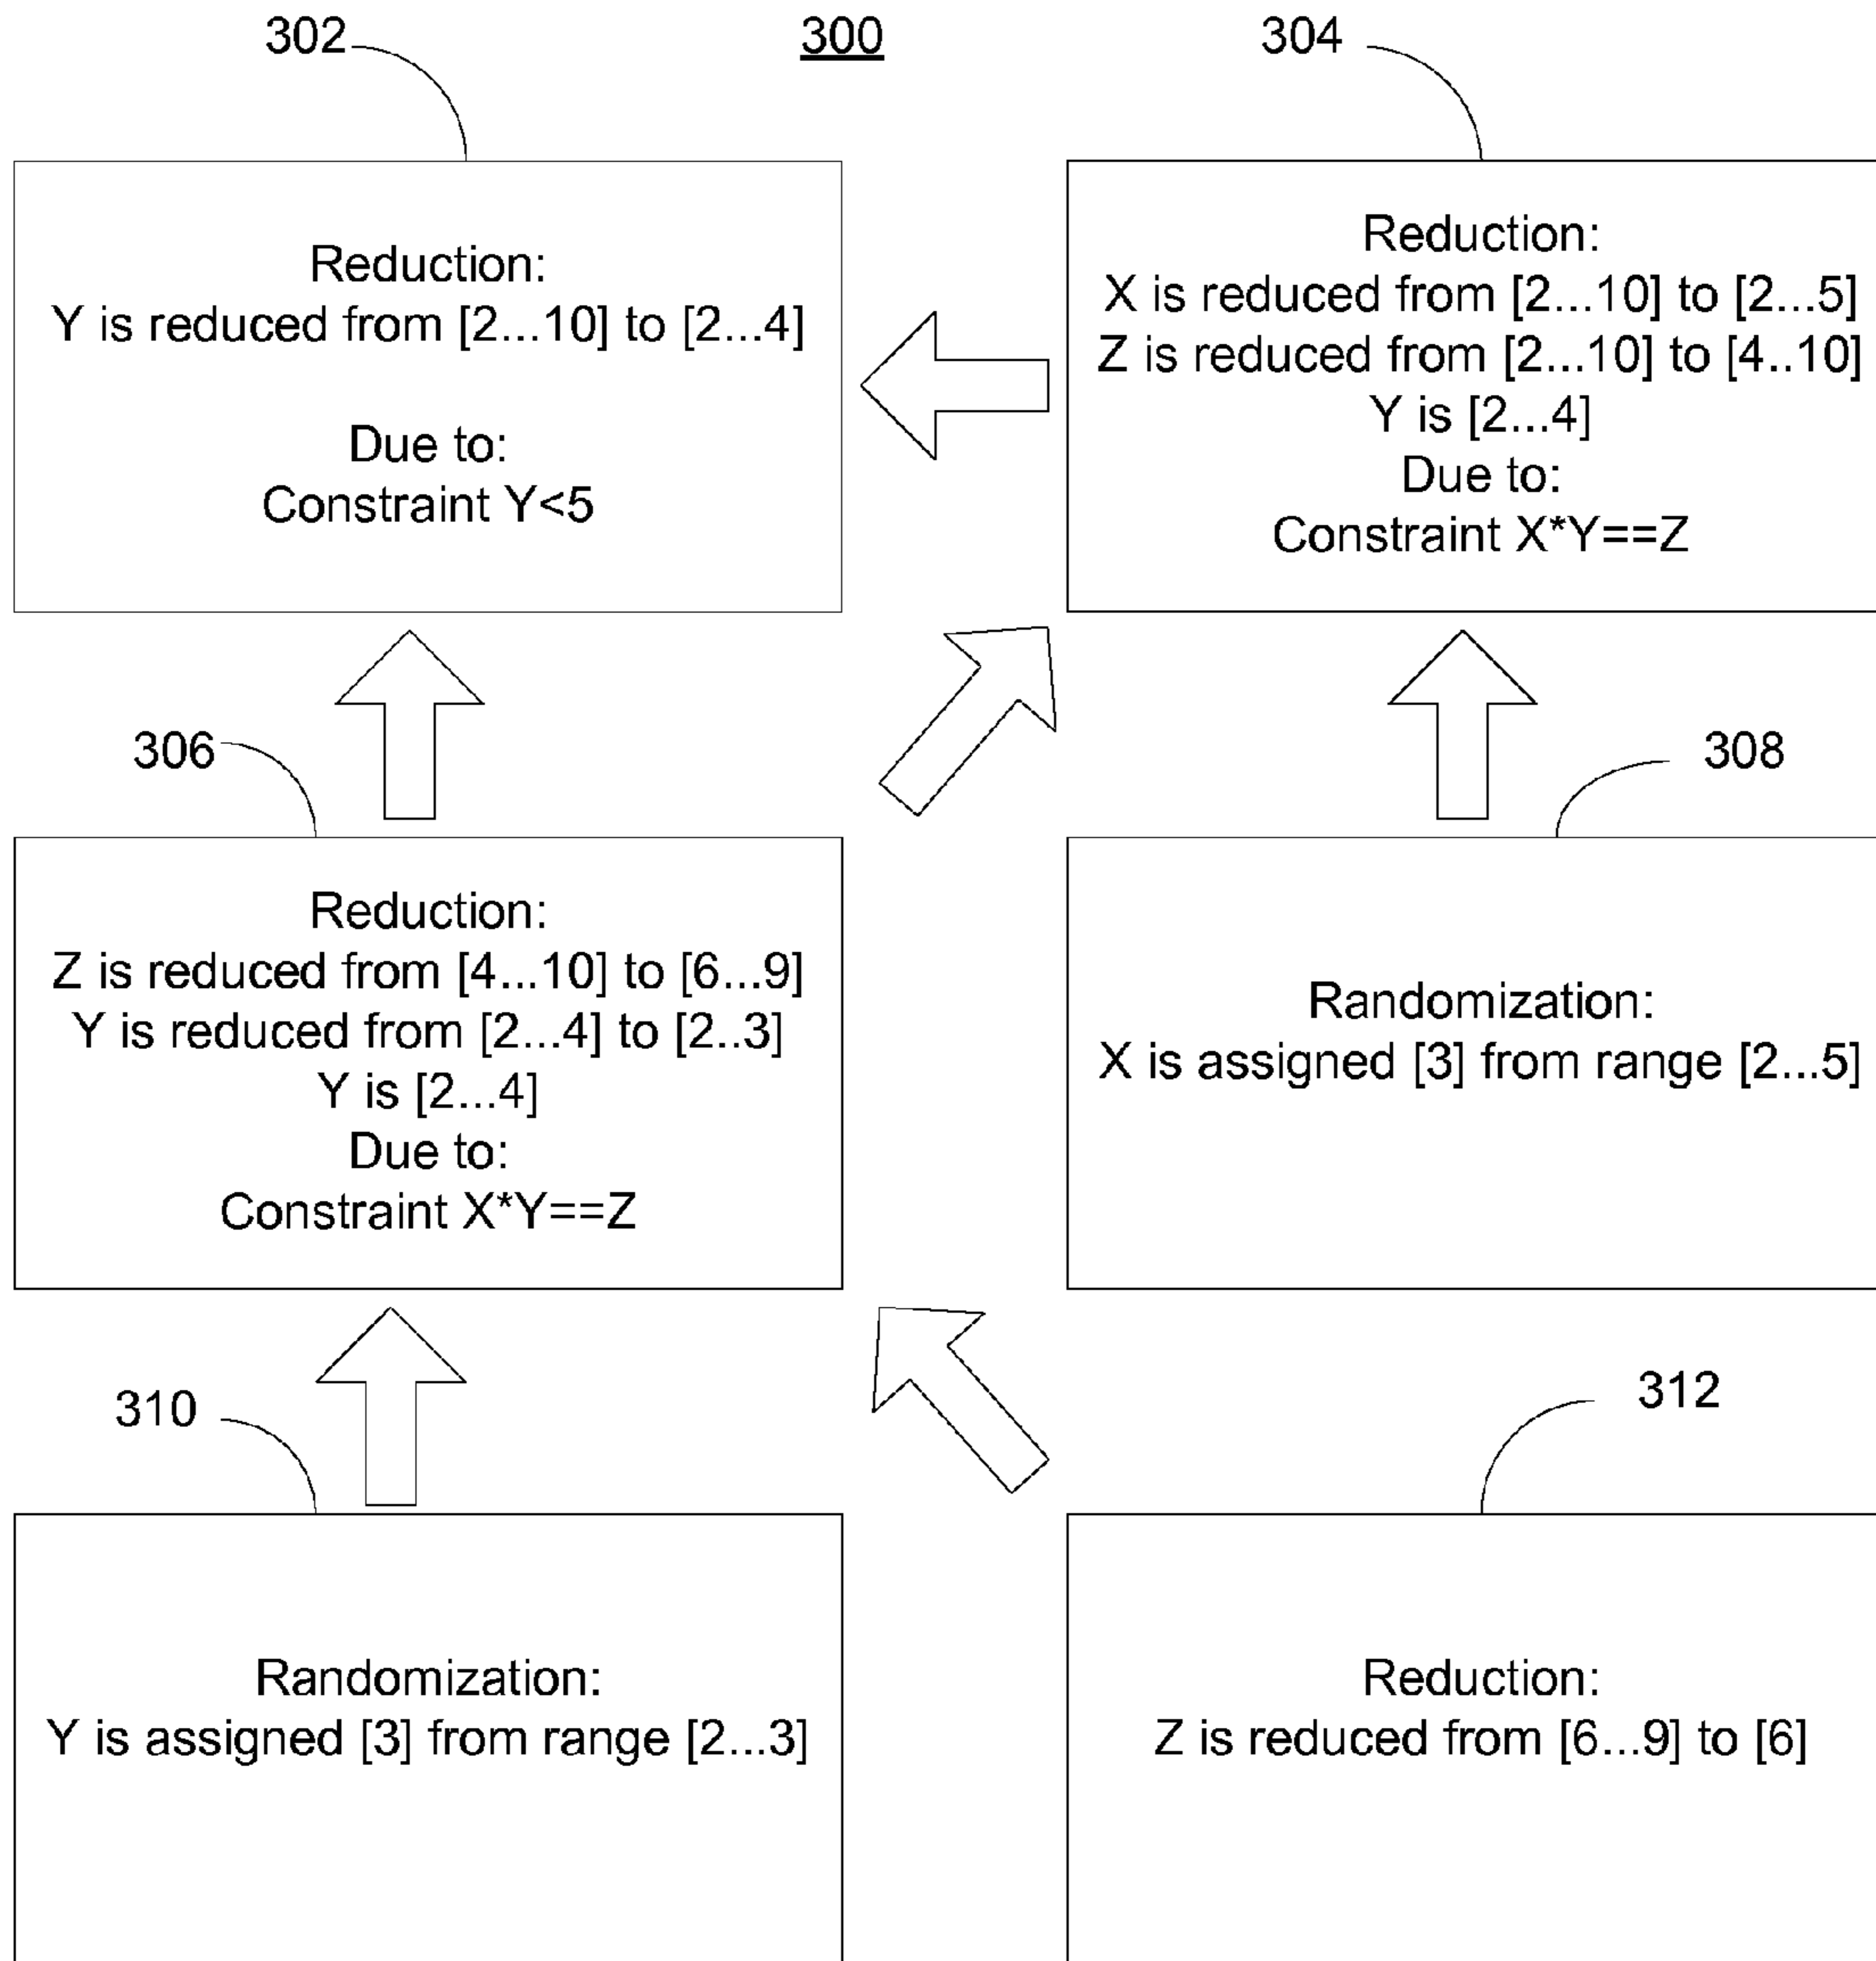 302
300
304
Reduction:
Y is reduced from [2...10] to [2...4]
Due to:
Constraint Y<5
Reduction:
X is reduced from [2...10] to [2...5]
Z is reduced from [2...10] to [4..10]
Y is [2...4]
Due to:
Constraint X*Y==Z
306
308
Reduction:
Z is reduced from [4...10] to [6...9]
Y is reduced from [2...4] to [2..3]
Y is [2...4]
Due to:
Constraint X*Y==Z
Randomization:
X is assigned [3] from range [2...5]
310
312
Randomization:
Y is assigned [3] from range [2...3]
Reduction:
Z is reduced from [6...9] to [6]